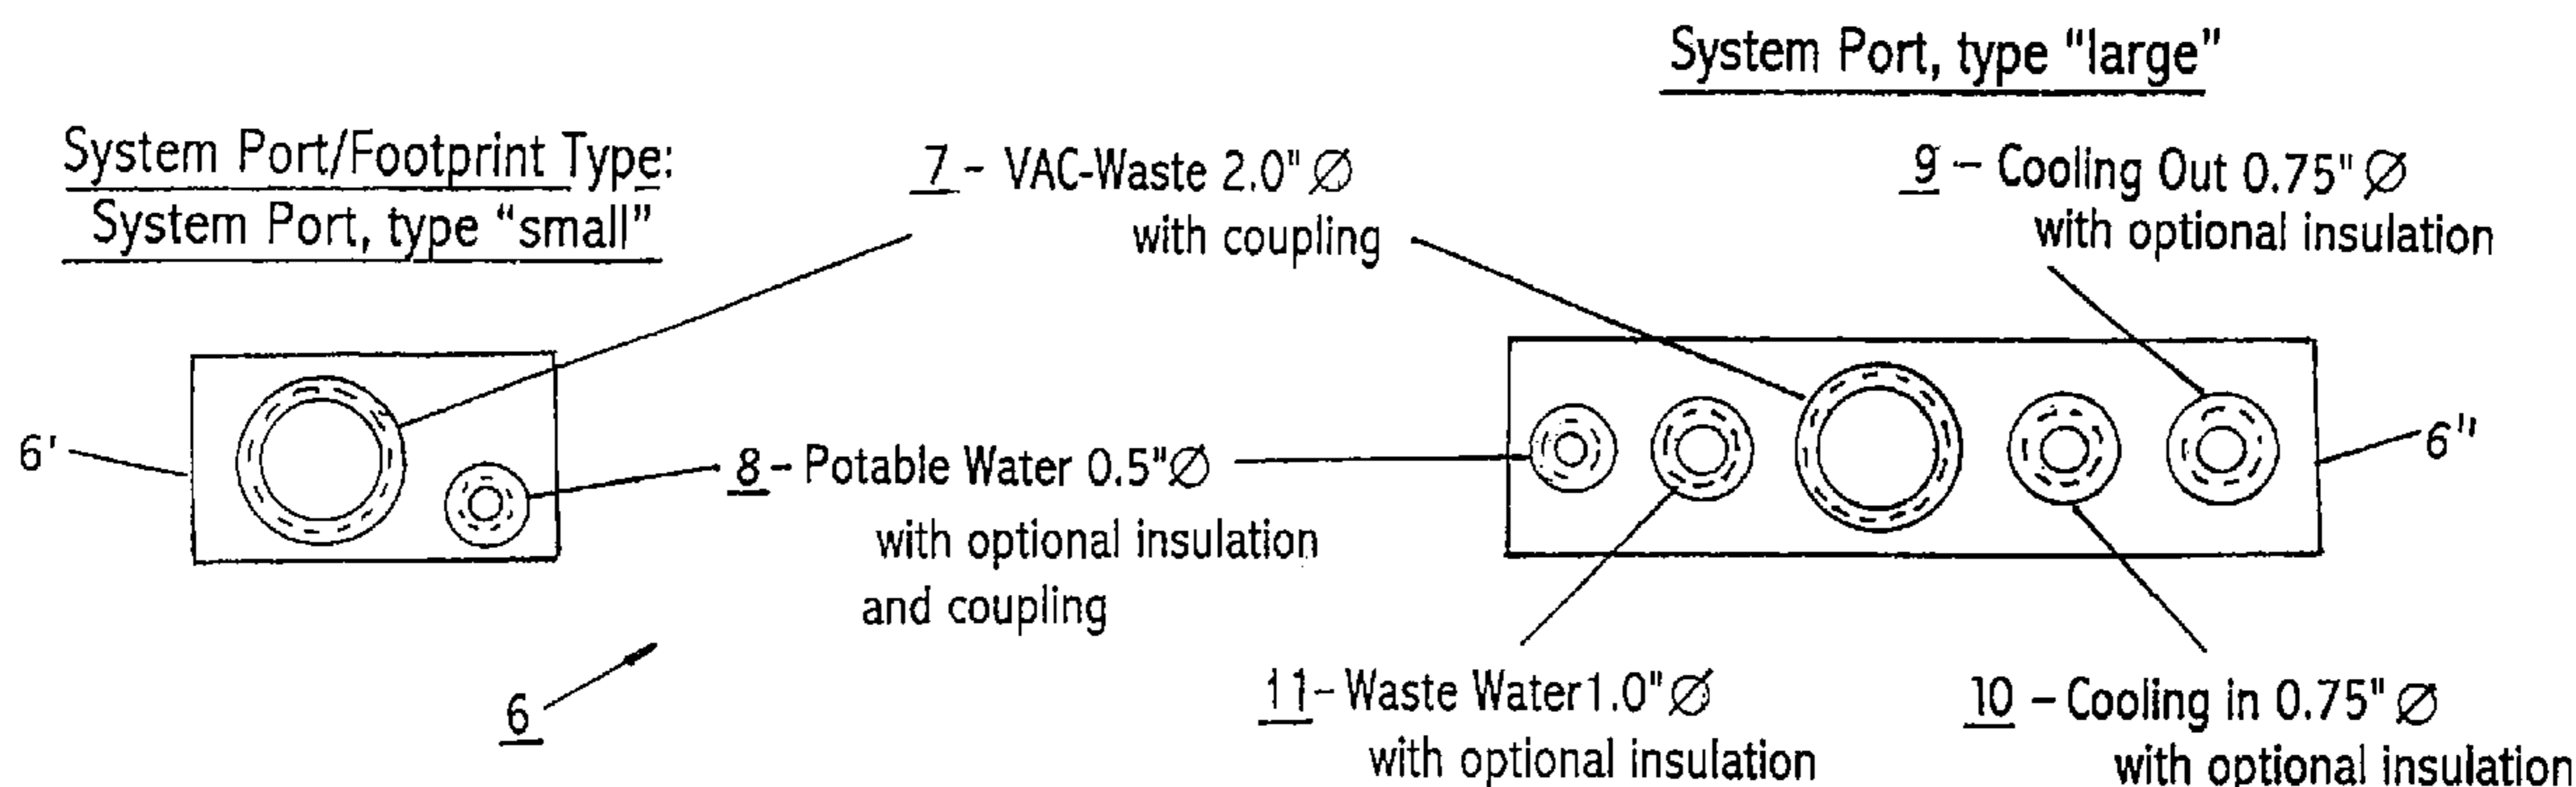 System Port, type "large"
System Port/Footprint Type:
System Port, type "small"
7 - VAC-Waste 2.0" Ø
with coupling
9 - Cooling Out 0.75" Ø
with optional insulation
6'
8 - Potable Water 0.5"Ø
with optional insulation
and coupling
6"
6
11- Waste Water1.0" Ø
with optional insulation
10 - Cooling in 0.75" Ø
with optional insulation